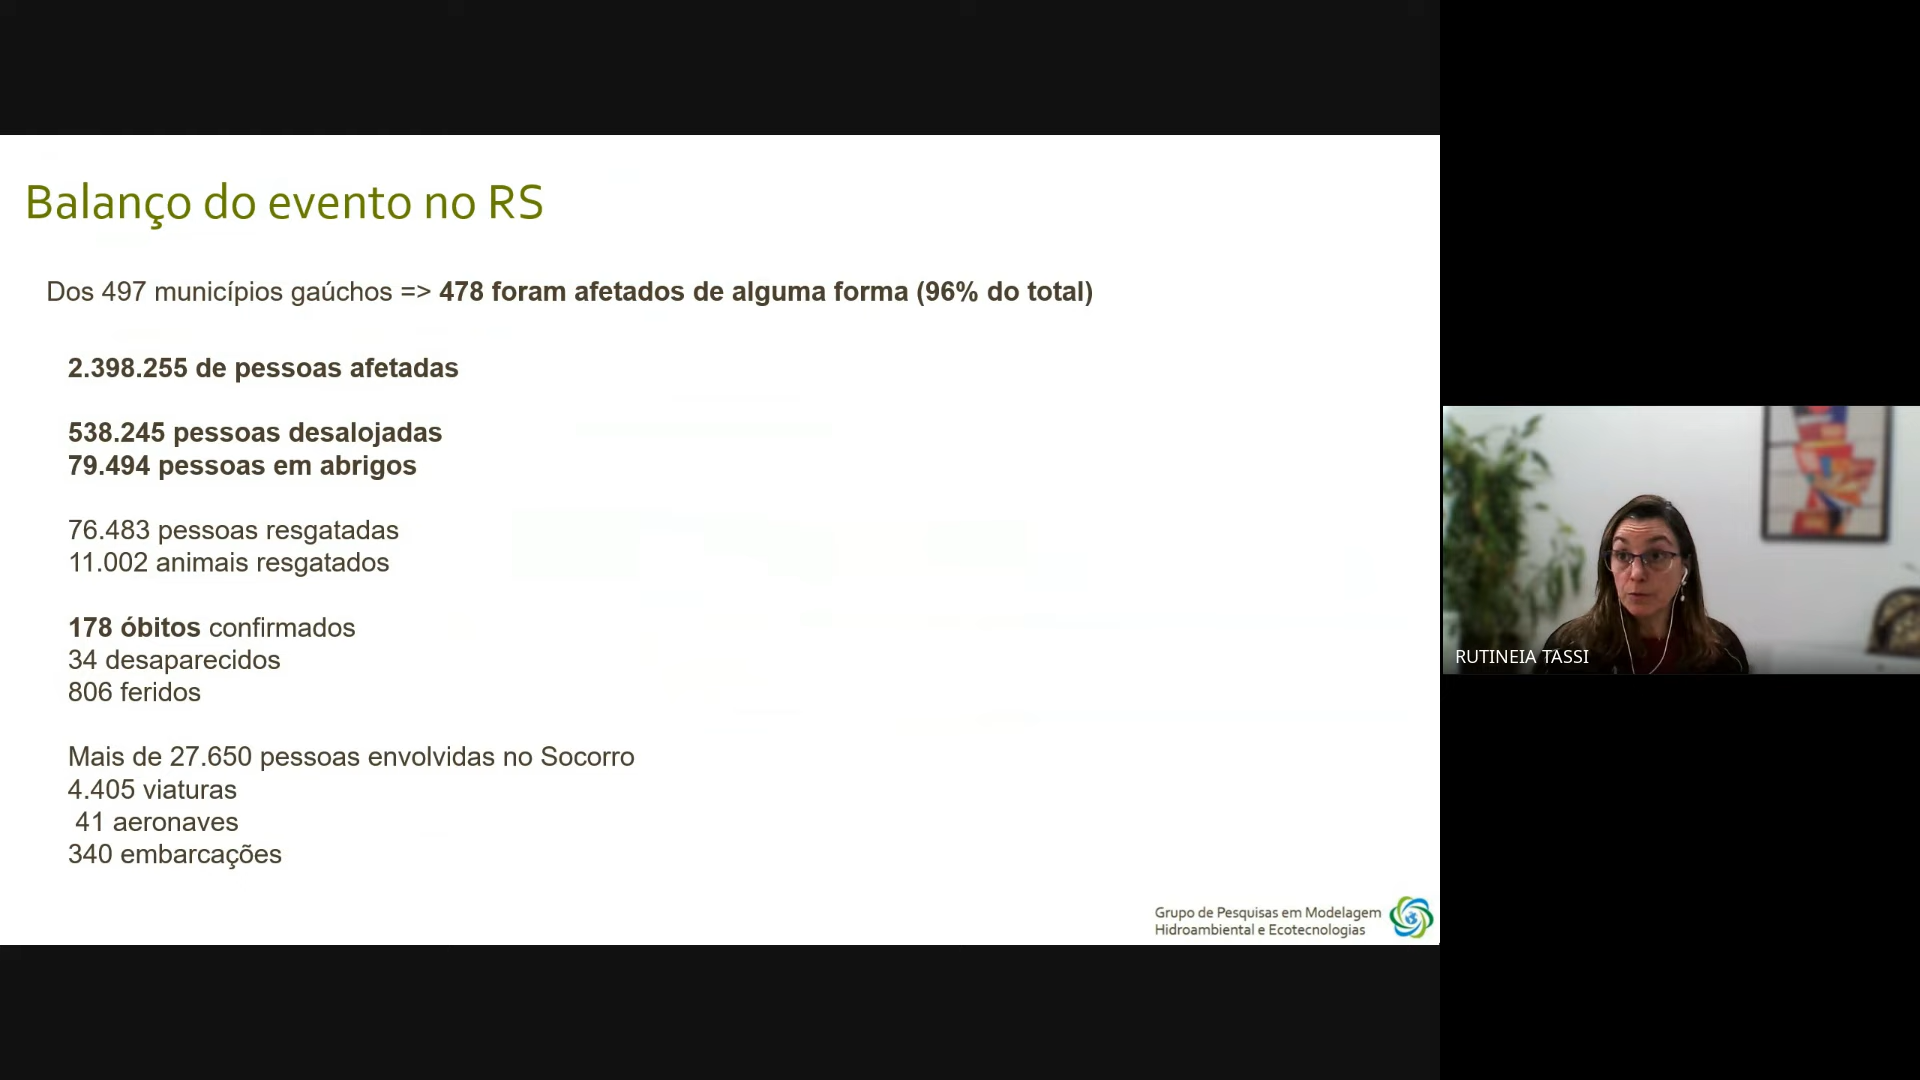 Balanço do evento no RS
Dos 497 municípios gaúchos => 478 foram afetados de alguma forma (96% do total)
2.398.255 de pessoas afetadas
538.245 pessoas desalojadas
79.494 pessoas em abrigos
76.483 pessoas resgatadas
11.002 animais resgatados
178 óbitos confirmados
34 desaparecidos
806 feridos
Mais de 27.650 pessoas envolvidas no Socorro
4.405 viaturas
41 aeronaves
340 embarcações
Grupo de Pesquisas em Modelagem
Hidroambiental e Ecotecnologias
RUTINEIA TASSI